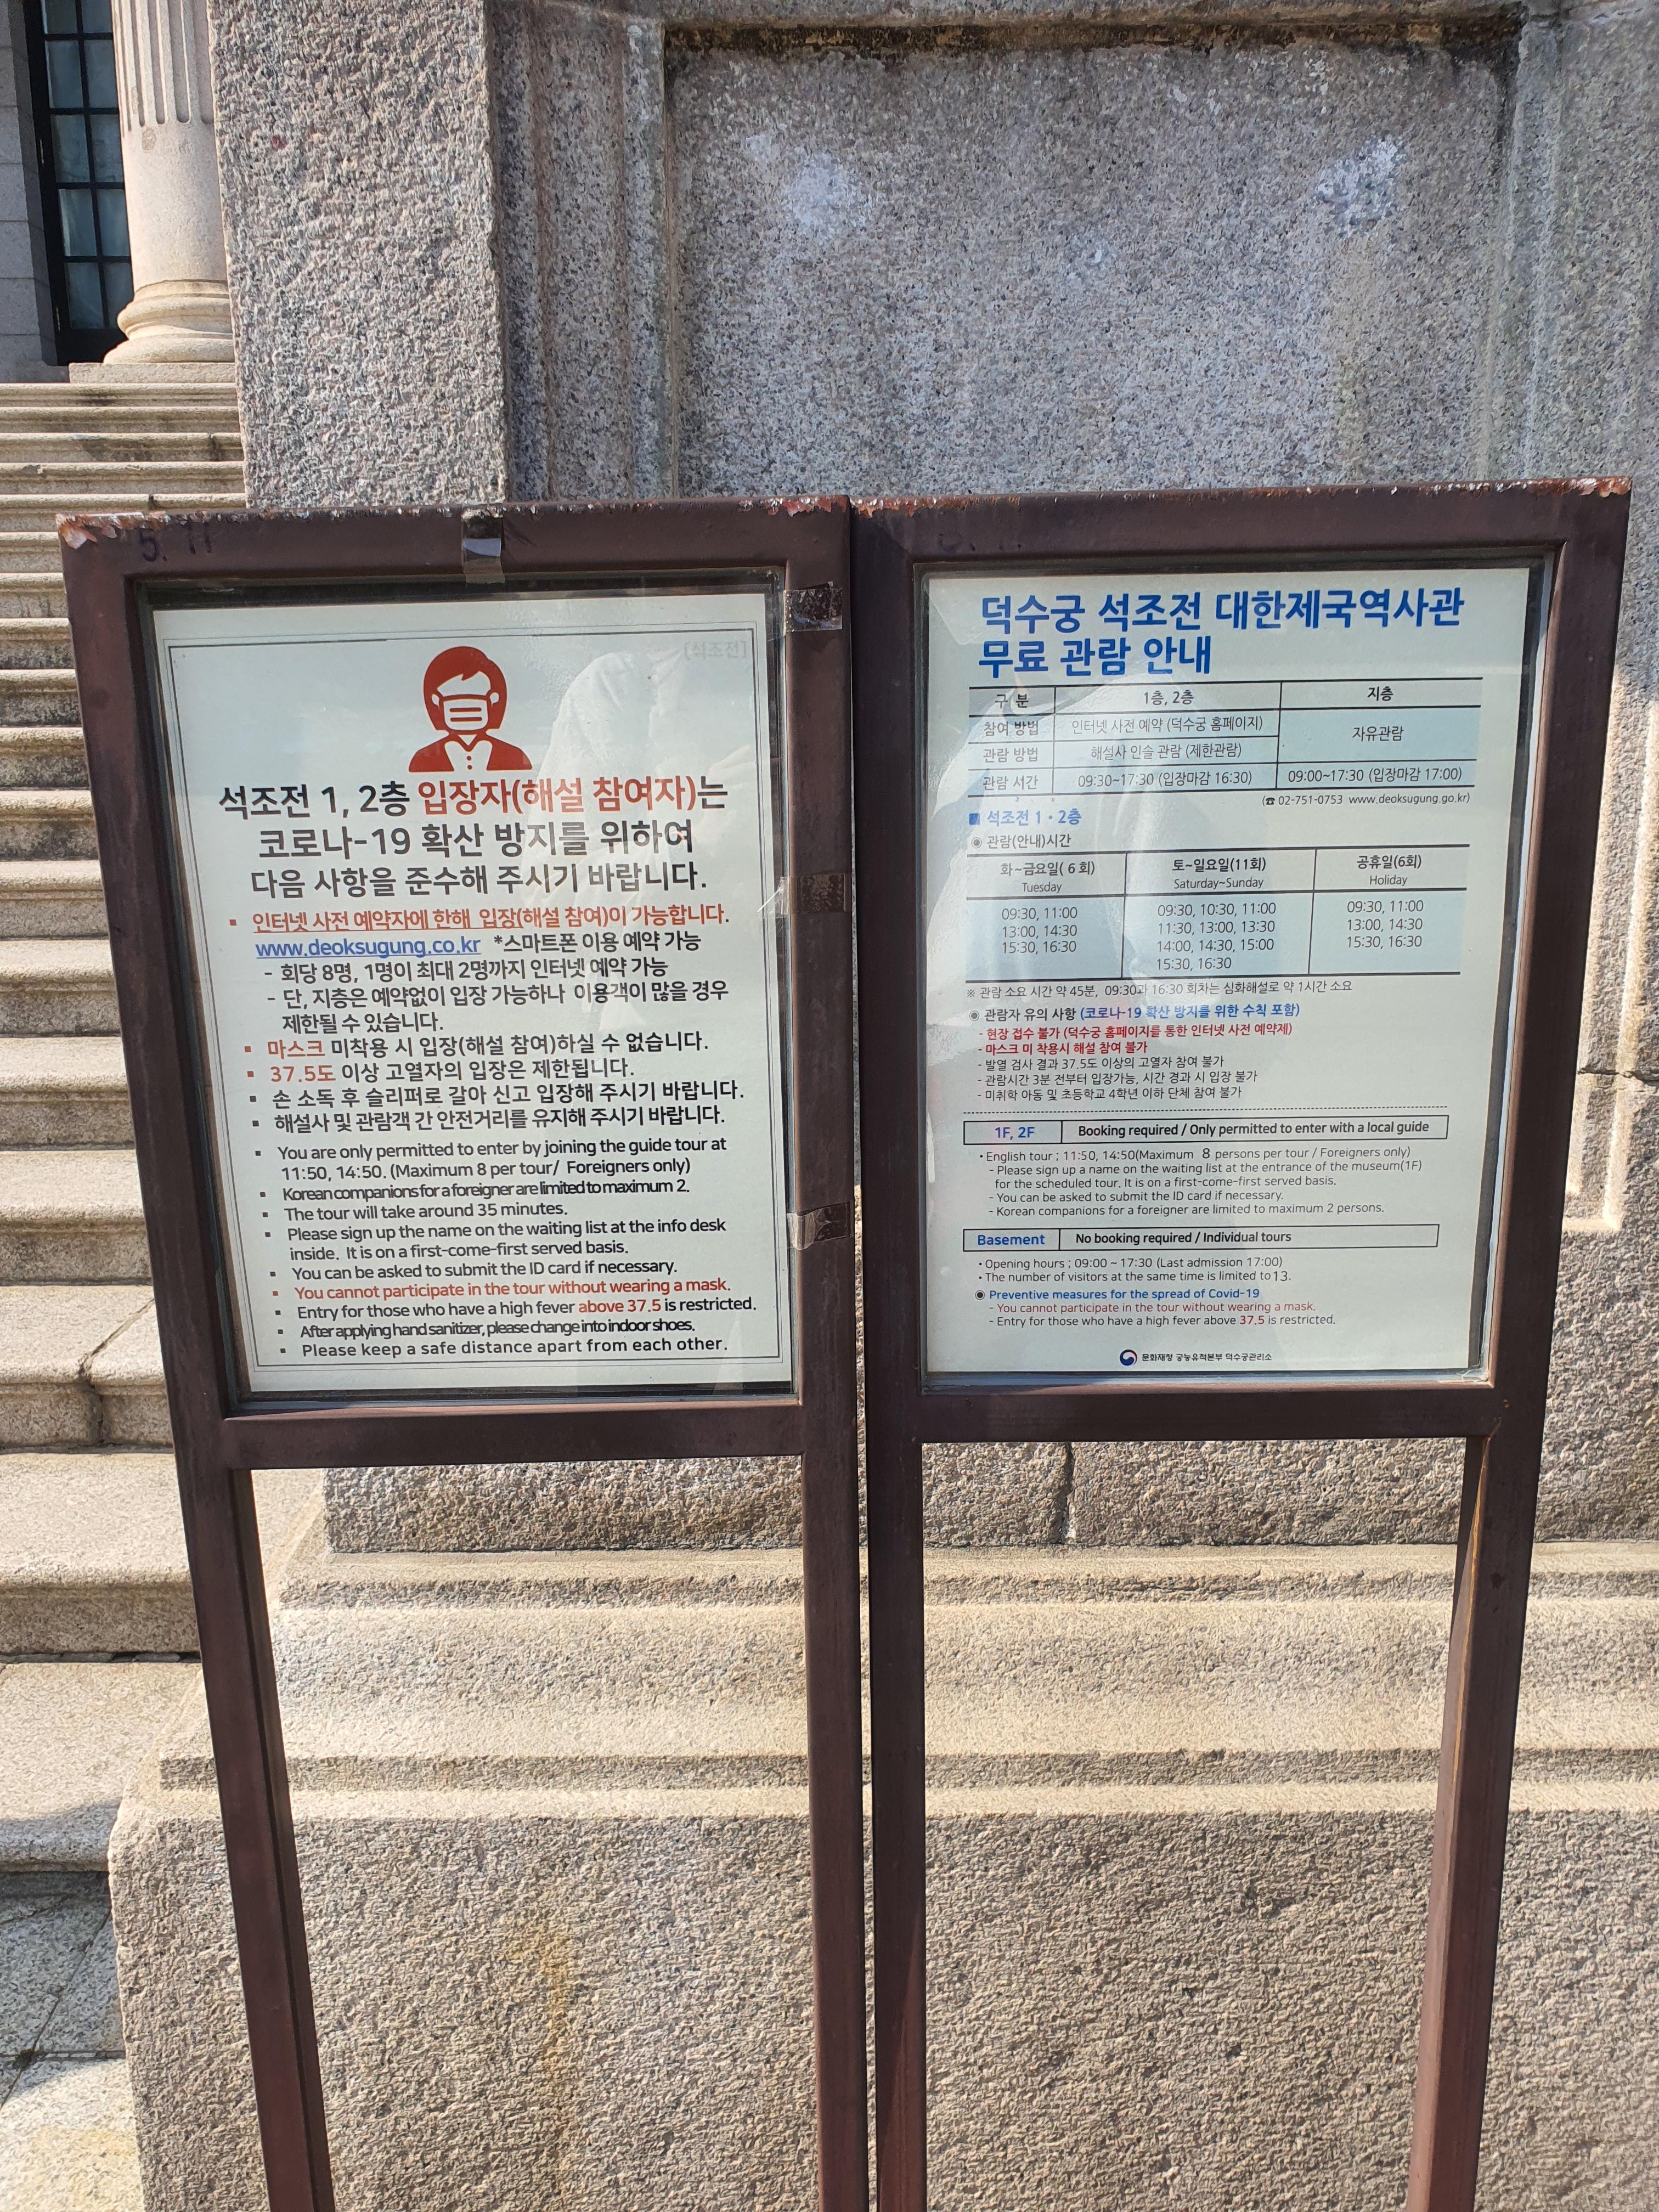 5. 11
석조전 1, 2층 입장자(해설 참여자)는
코로나-19 확산 방지를 위하여
다음 사항을 준수해 주시기 바랍니다.
▪ 인터넷 사전 예약자에 한해 입장(해설 참여)이 가능합니다.
www.deoksugung.co.kr *스마트폰 이용 예약 가능
- 회당 8명, 1명이 최대 2명까지 인터넷 예약 가능
- 단, 지층은 예약없이 입장 가능하나 이용객이 많을 경우
제한될 수 있습니다.
▪ 마스크 미착용 시 입장(해설 참여)하실 수 없습니다.
▪ 37.5도 이상 고열자의 입장은 제한됩니다.
▪ 손 소독 후 슬리퍼로 갈아 신고 입장해 주시기 바랍니다.
▪ 해설사 및 관람객 간 안전거리를 유지해 주시기 바랍니다.
▪ You are only permitted to enter by joining the guide tour at
11:50, 14:50. (Maximum 8 per tour/ Foreigners only)
▪ Korean companions for a foreigner are limited to maximum 2.
▪ The tour will take around 35 minutes.
▪ Please sign up the name on the waiting list at the info desk
inside. It is on a first-come-first served basis.
▪ You can be asked to submit the ID card if necessary.
▪ You cannot participate in the tour without wearing a mask.
▪ Entry for those who have a high fever above 37.5 is restricted.
▪ After applying hand sanitizer, please change into indoor shoes.
▪ Please keep a safe distance apart from each other.
덕수궁 석조전 대한제국역사관
무료 관람 안내
구 분 1층, 2층 지층
참여 방법 인터넷 사전 예약 (덕수궁 홈페이지) 자유관람
관람 방법 해설사 인솔 관람 (제한관람)
관람 시간 09:30~17:30 (입장마감 16:30) 09:00~17:30 (입장마감 17:00)
(☎ 02-751-0753 www.deoksugung.go.kr)
■ 석조전 1·2층
◉ 관람(안내)시간
화~금요일( 6 회) 토~일요일(11회) 공휴일(6회)
Tuesday Saturday~Sunday Holiday
09:30, 11:00 09:30, 10:30, 11:00 09:30, 11:00
13:00, 14:30 11:30, 13:00, 13:30 13:00, 14:30
15:30, 16:30 14:00, 14:30, 15:00 15:30, 16:30
15:30, 16:30
※ 관람 소요 시간 약 45분, 09:30과 16:30 회차는 심화해설로 약 1시간 소요
◉ 관람자 유의 사항 (코로나-19 확산 방지를 위한 수칙 포함)
- 현장 접수 불가 (덕수궁 홈페이지를 통한 인터넷 사전 예약제)
- 마스크 미 착용시 해설 참여 불가
- 발열 검사 결과 37.5도 이상의 고열자 참여 불가
- 관람시간 3분 전부터 입장가능, 시간 경과 시 입장 불가
- 미취학 아동 및 초등학교 4학년 이하 단체 참여 불가
1F, 2F Booking required / Only permitted to enter with a local guide
• English tour ; 11:50, 14:50(Maximum 8 persons per tour / Foreigners only)
- Please sign up a name on the waiting list at the entrance of the museum(1F)
for the scheduled tour. It is on a first-come-first served basis.
- You can be asked to submit the ID card if necessary.
- Korean companions for a foreigner are limited to maximum 2 persons.
Basement No booking required / Individual tours
• Opening hours ; 09:00 ~ 17:30 (Last admission 17:00)
• The number of visitors at the same time is limited to 13.
◉ Preventive measures for the spread of Covid-19
- You cannot participate in the tour without wearing a mask.
- Entry for those who have a high fever above 37.5 is restricted.
문화재청 궁능유적본부 덕수궁관리소